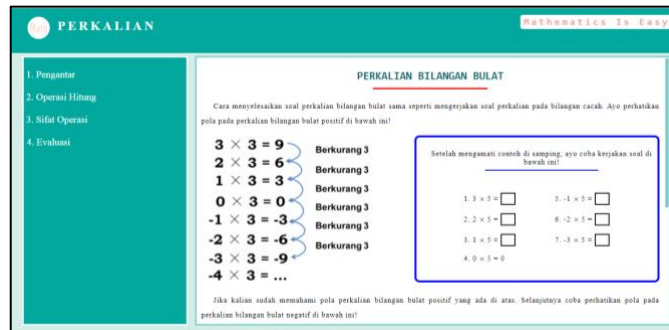 PERKALIAN
Mathematics Is Easy
1. Pengantar
2. Operasi Hitung
3. Sifat Operasi
4. Evaluasi
PERKALIAN BILANGAN BULAT
Cara menyelesaikan soal perkalian bilangan bulat sama seperti mengerjakan soal perkalian pada bilangan cacah. Ayo perhatikan
pola pada perkalian bilangan bulat positif di bawah ini!
3 × 3 = 9
Berkurang 3
2 × 3 = 6
Berkurang 3
1 × 3 = 3
Berkurang 3
0 × 3 = 0
Berkurang 3
-1 × 3 = -3
Berkurang 3
-2 × 3 = -6
Berkurang 3
-3 × 3 = -9
-4 × 3 = ...
Setelah mengamati contoh di samping, ayo coba kerjakan soal di
bawah ini!
1. 3 × 5 =
2. 2 × 5 =
3. 1 × 5 =
4. 0 × 5 = 0
5. -1 × 5 =
6. -2 × 5 =
7. -3 × 5 =
Jika kalian sudah memahami pola perkalian bilangan bulat positif yang ada di atas. Selanjutnya coba perhatikan pola pada
perkalian bilangan bulat negatif di bawah ini!